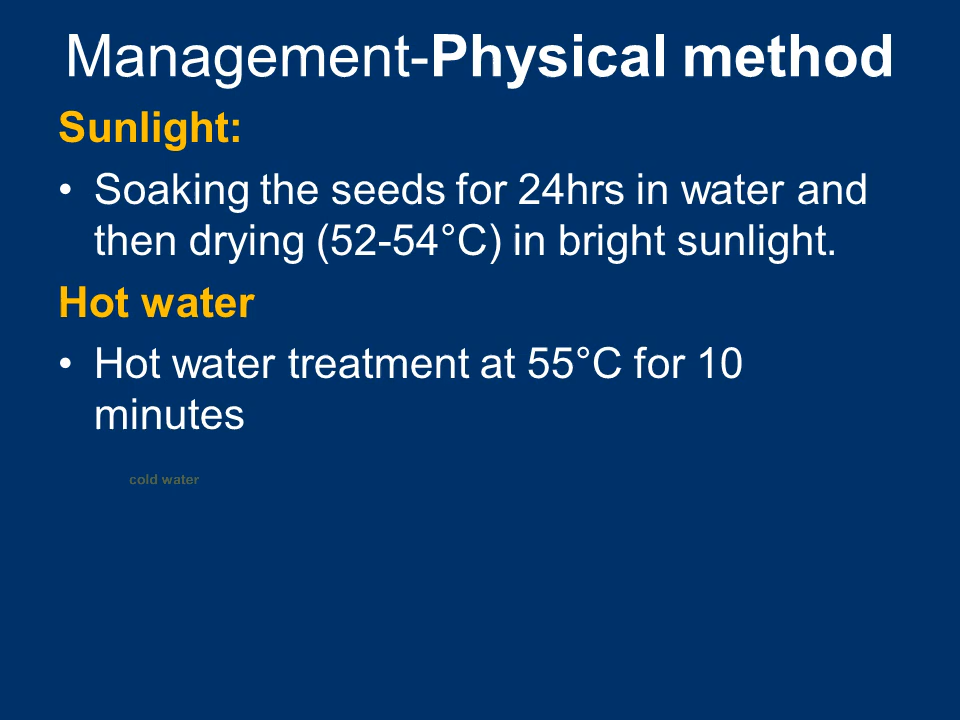 Management-Physical method
Sunlight:
• Soaking the seeds for 24hrs in water and
then drying (52-54°C) in bright sunlight.
Hot water
• Hot water treatment at 55°C for 10
minutes
cold water